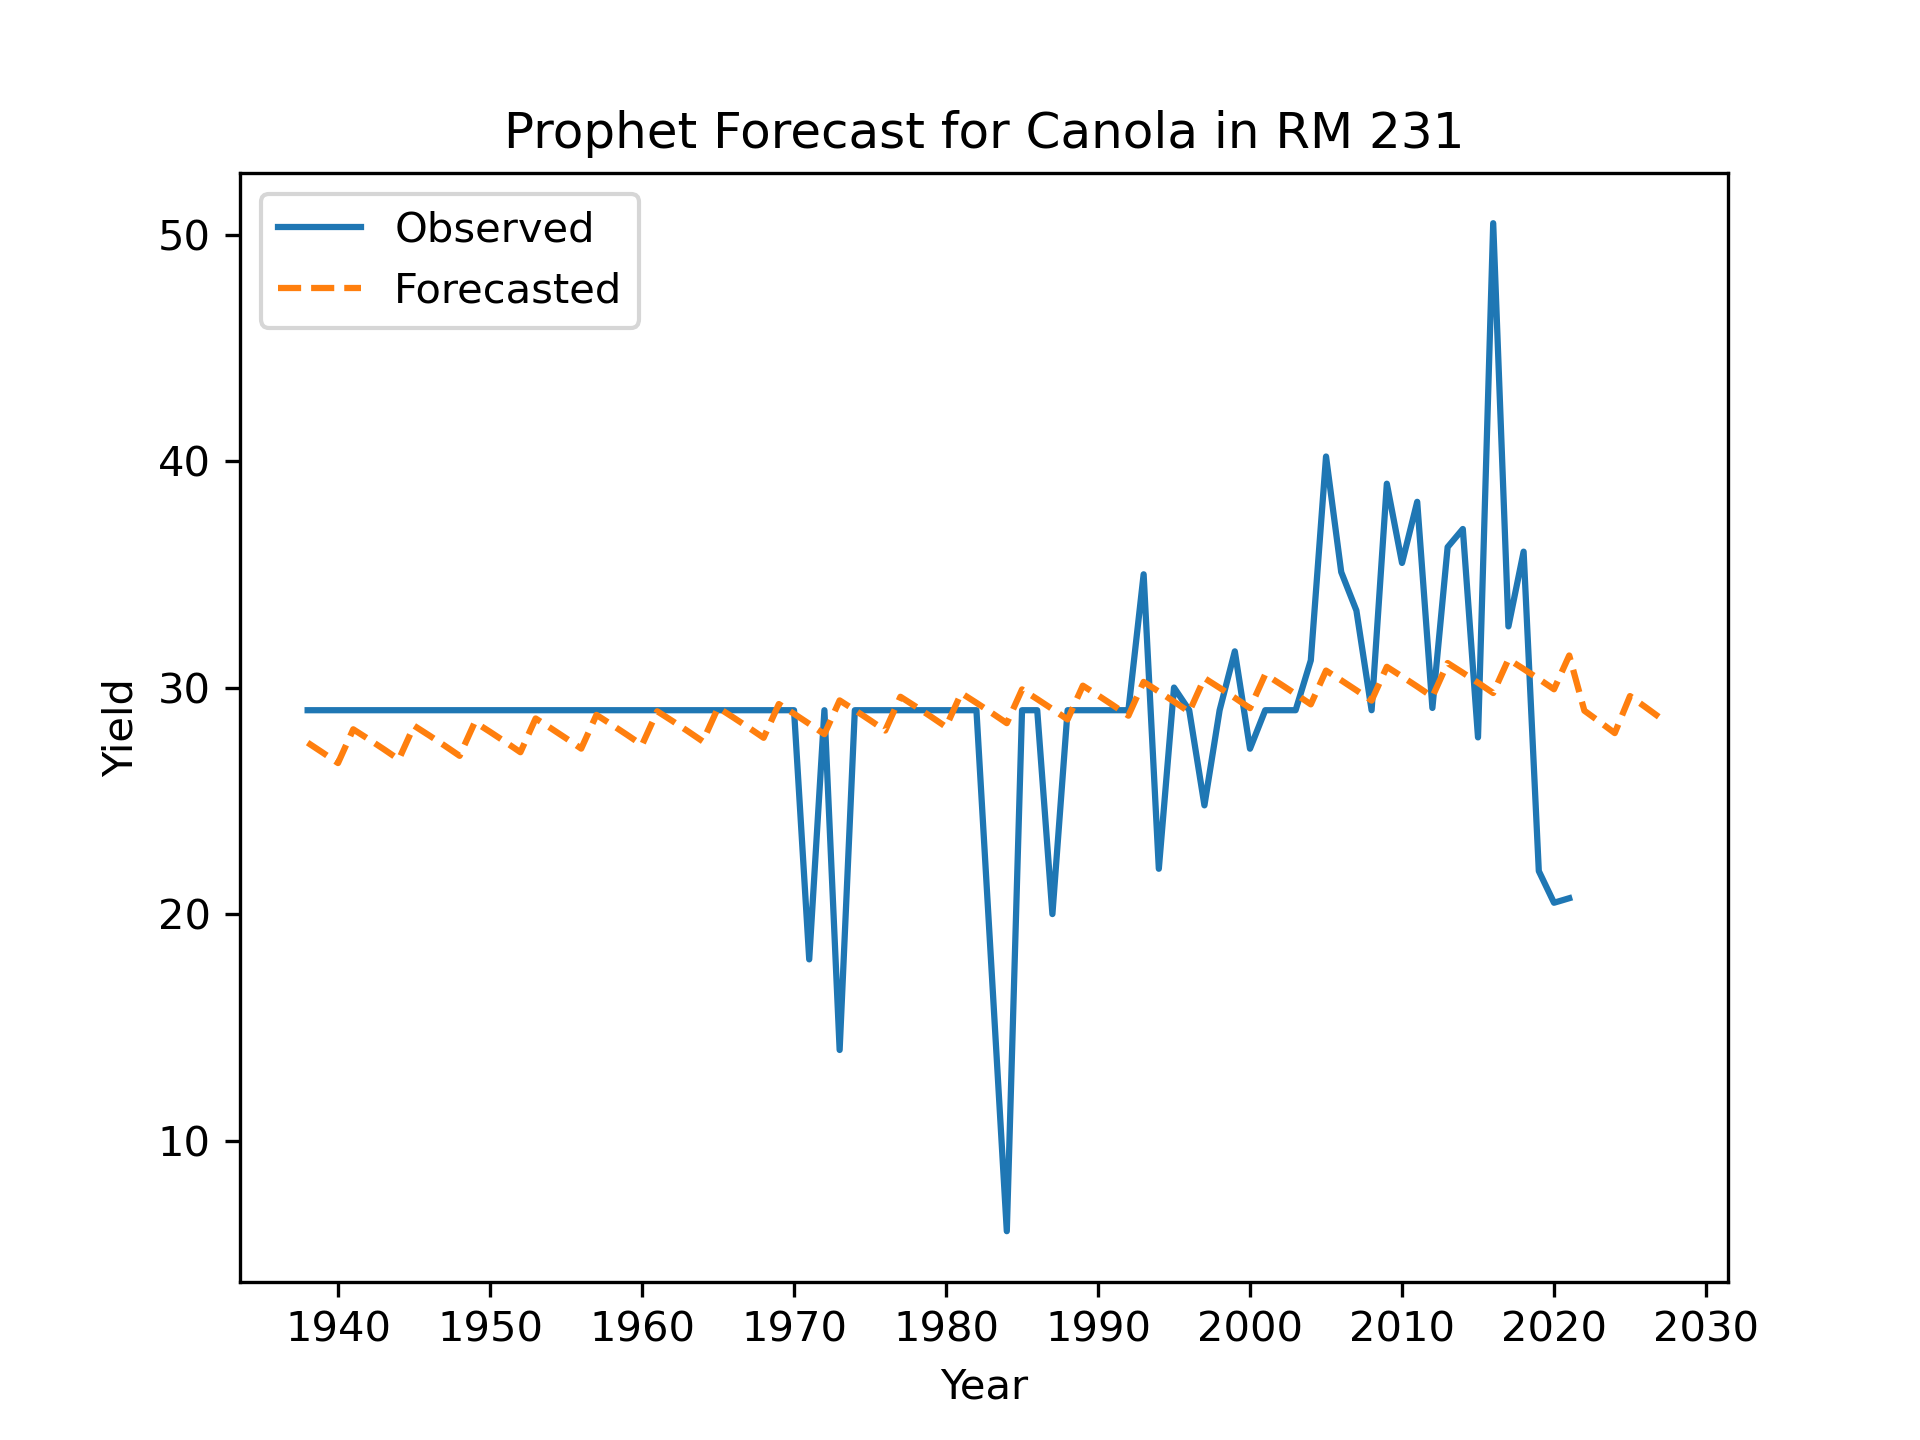 Prophet Forecast for Canola in RM 231
Observed
Forecasted
50
40
30
20
10
Yield
1940 1950 1960 1970 1980 1990 2000 2010 2020 2030
Year